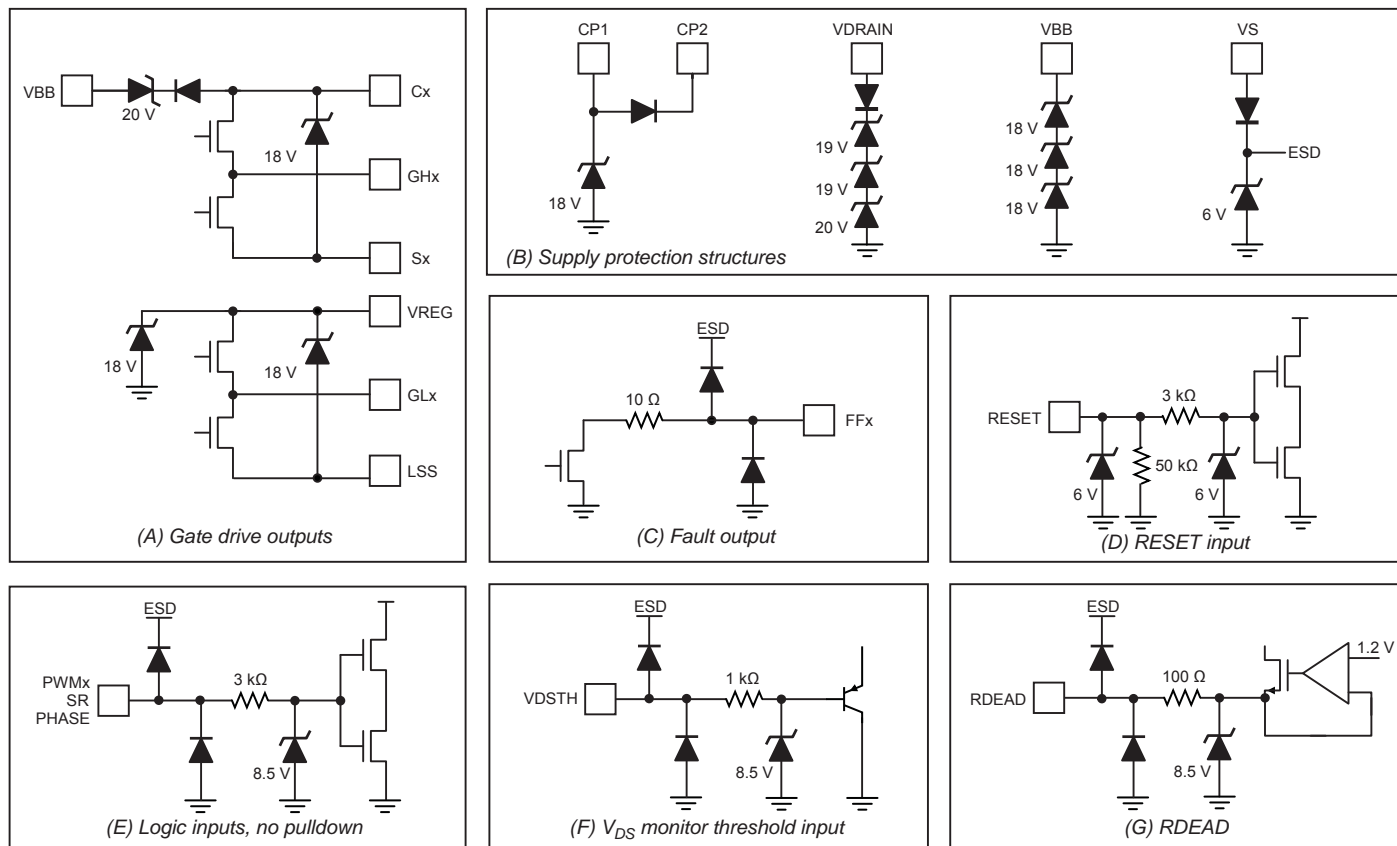 VBB
20 V
Cx
18 V
GHx
Sx
VREG
18 V
18 V
GLx
LSS
(A) Gate drive outputs
CP1
CP2
VDRAIN
VBB
VS
18 V
19 V
19 V
20 V
18 V
18 V
18 V
ESD
6 V
(B) Supply protection structures
ESD
10 Ω
FFx
(C) Fault output
RESET
3 kΩ
50 kΩ
6 V
6 V
(D) RESET input
ESD
PWMx
SR
PHASE
3 kΩ
8.5 V
(E) Logic inputs, no pulldown
ESD
VDSTH
1 kΩ
8.5 V
(F) VDS monitor threshold input
ESD
RDEAD
100 Ω
1.2 V
8.5 V
(G) RDEAD